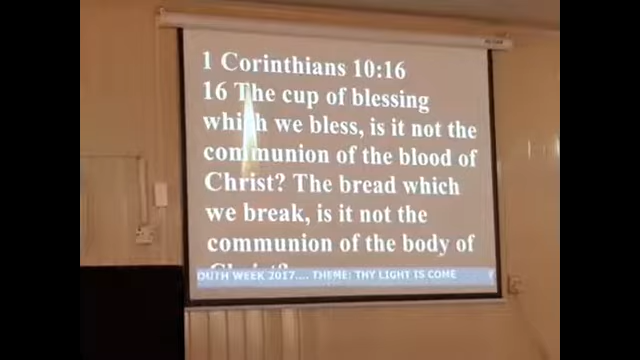 1 Corinthians 10:16
16 The cup of blessing
which we bless, is it not the
communion of the blood of
Christ? The bread which
we break, is it not the
communion of the body of
Christ?
OUTH WEEK 2017.... THEME: THY LIGHT IS COME Y